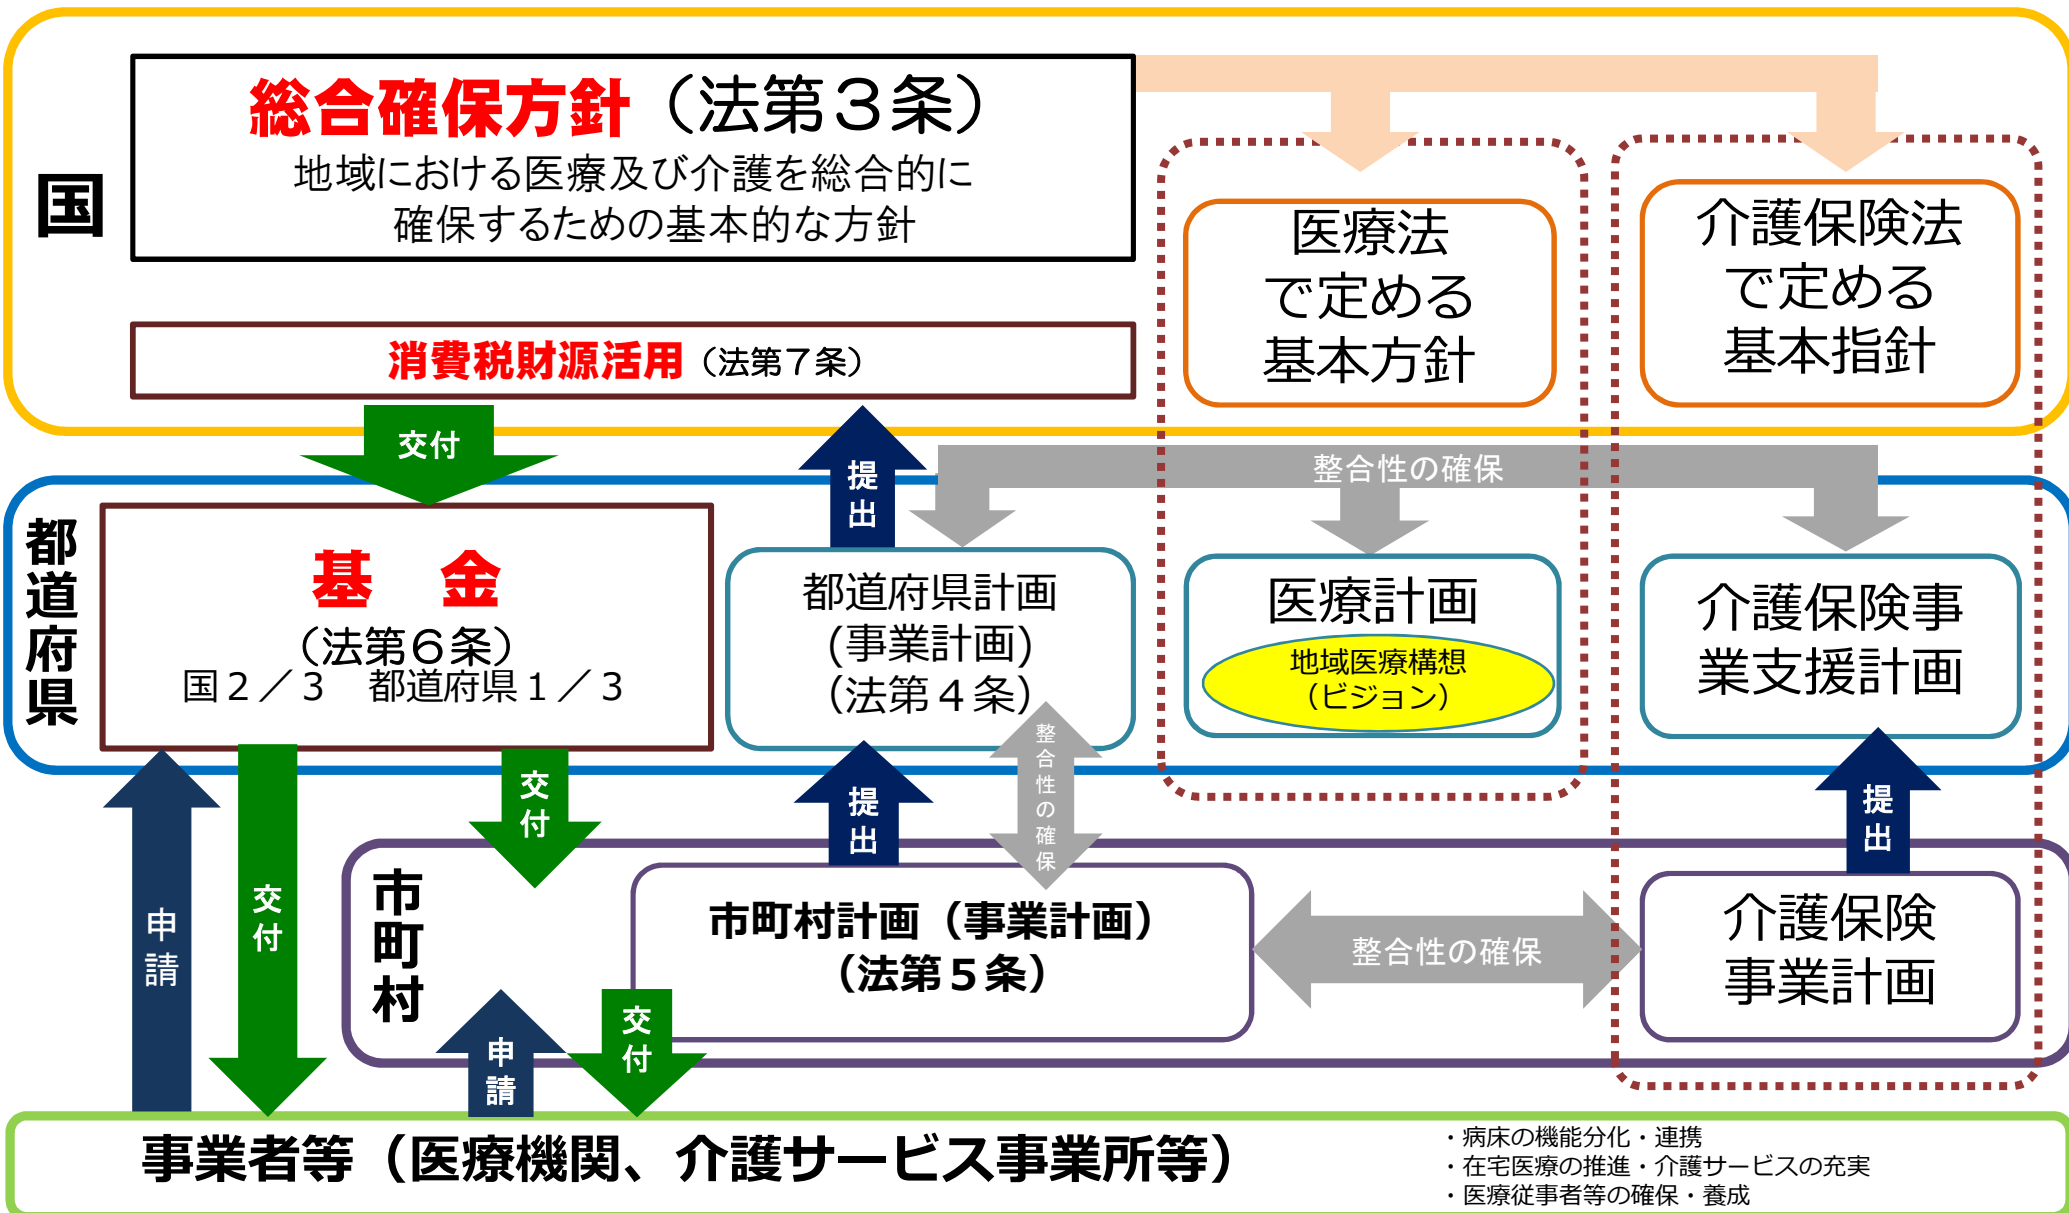 国
総合確保方針（法第３条）
地域における医療及び介護を総合的に
確保するための基本的な方針
消費税財源活用（法第７条）
医療法
で定める
基本方針
介護保険法
で定める
基本指針
交付
提出
整合性の確保
都道府県
基　金
（法第６条）
国２／３　都道府県１／３
都道府県計画
(事業計画)
（法第４条）
医療計画
地域医療構想
（ビジョン）
介護保険事
業支援計画
申請
交付
交付
提出
整合性の確保
提出
市町村
市町村計画（事業計画）
（法第５条）
整合性の確保
介護保険
事業計画
申請
交付
事業者等（医療機関、介護サービス事業所等）
・病床の機能分化・連携
・在宅医療の推進・介護サービスの充実
・医療従事者等の確保・養成